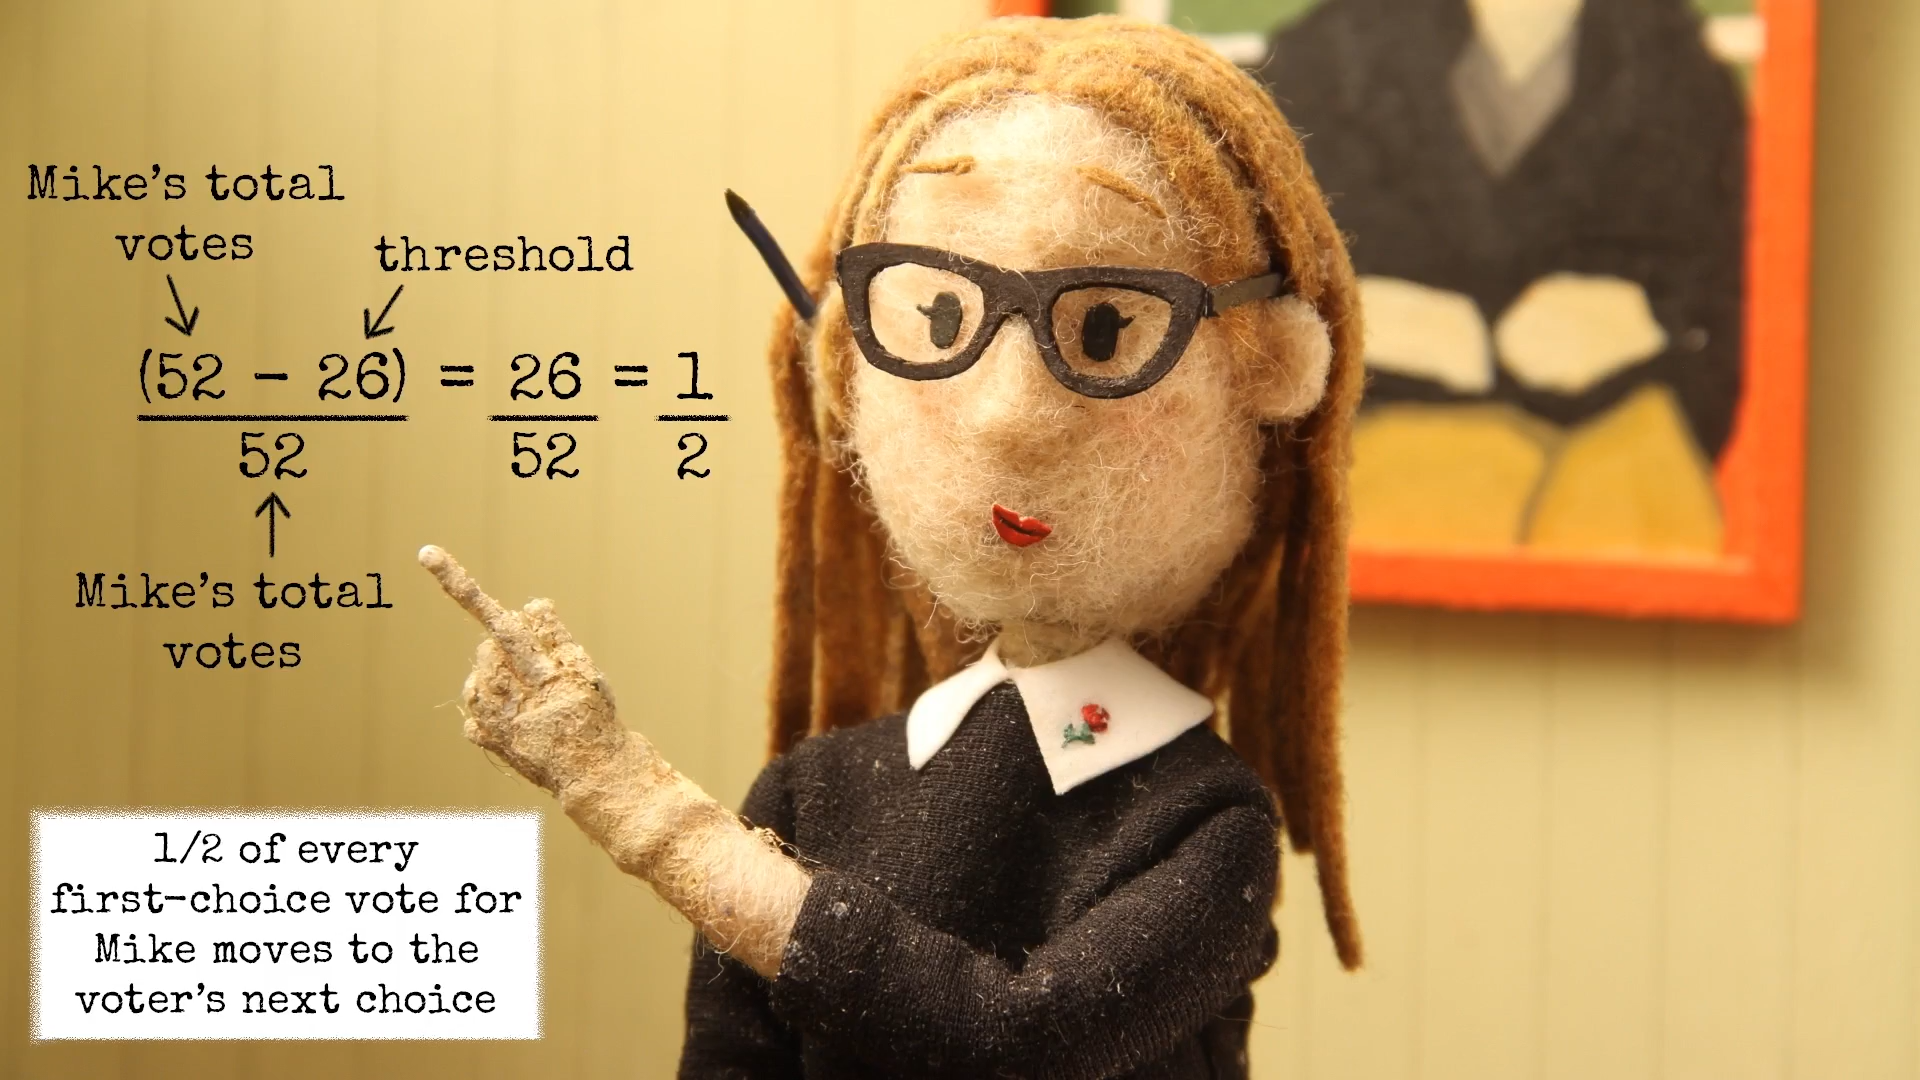 Mike's total
votes
threshold
(52 – 26) = 26 = 1
52 52 2
Mike's total
votes
1/2 of every
first-choice vote for
Mike moves to the
voter's next choice